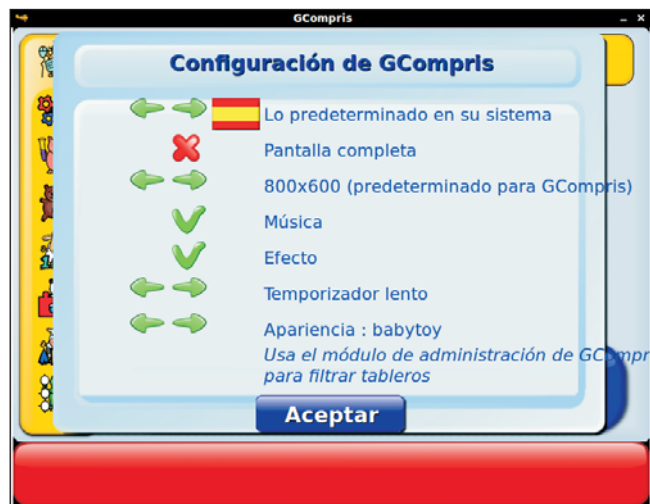 GCompris
Configuración de GCompris
Lo predeterminado en su sistema
Pantalla completa
800x600 (predeterminado para GCompris)
Música
Efecto
Temporizador lento
Apariencia : babytoy
Usa el módulo de administración de GCompr
para filtrar tableros
Aceptar